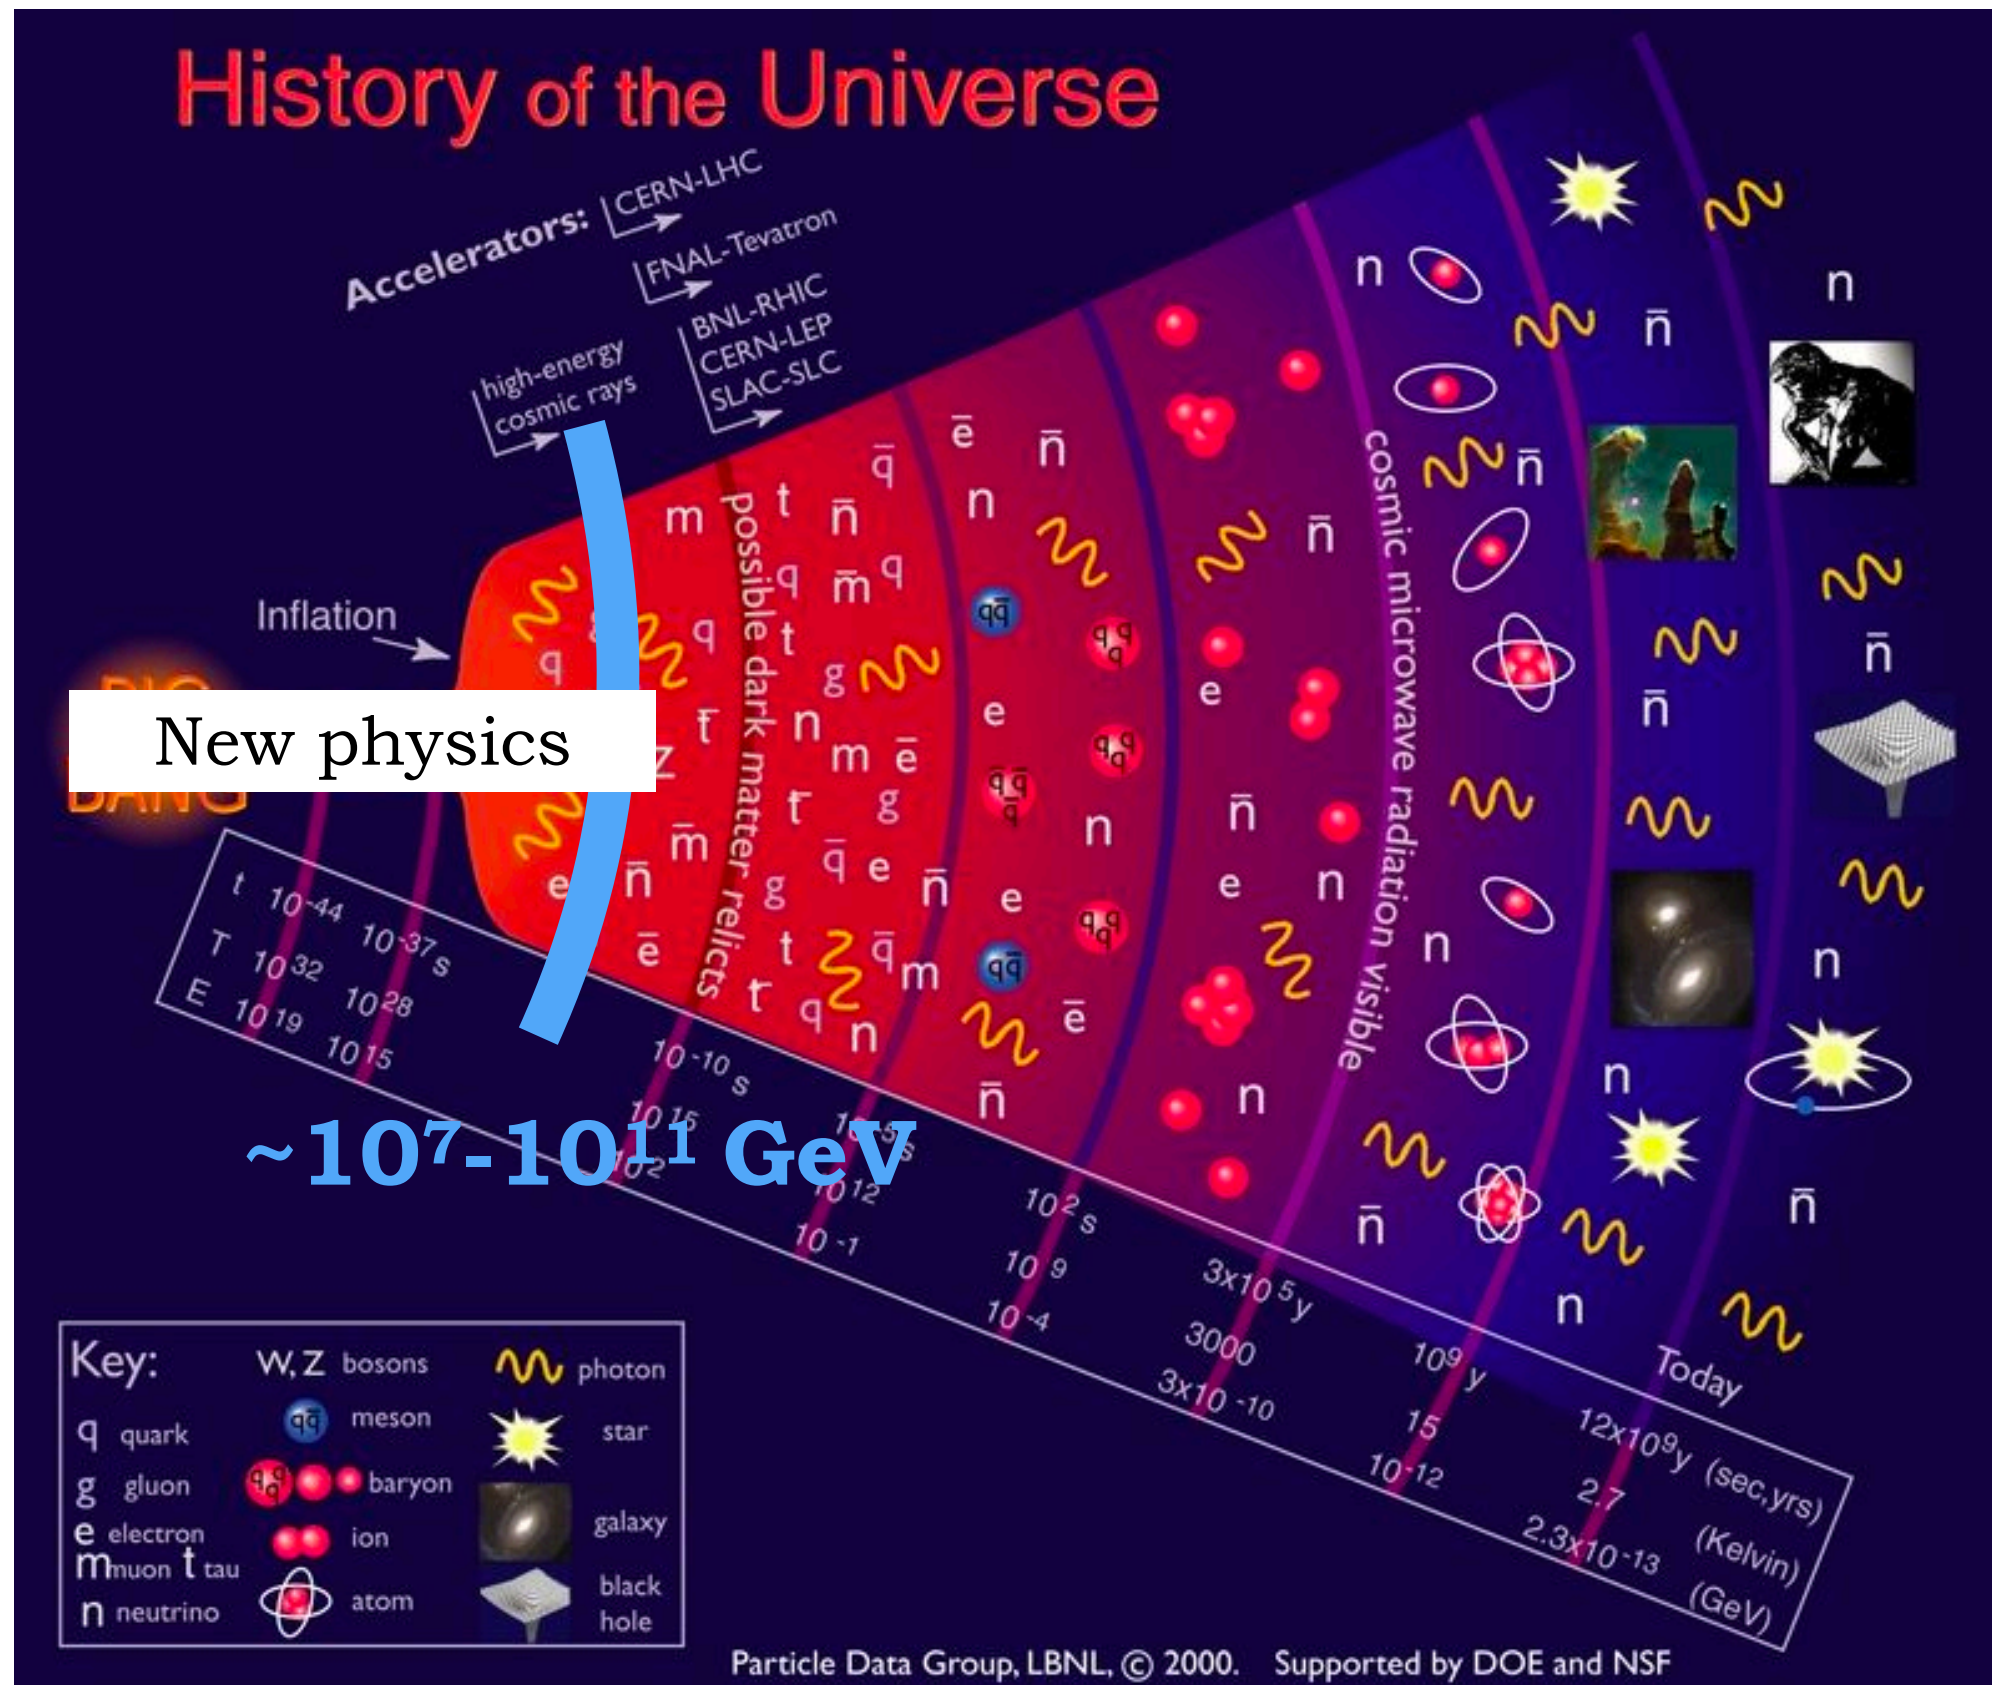 History of the Universe
Accelerators:
CERN-LHC
FNAL-Tevatron
BNL-RHIC
CERN-LEP
SLAC-SLC
high-energy
cosmic rays
Inflation
New physics
possible dark matter relicts
cosmic microwave radiation visible
t 10⁻⁴⁴ 10⁻³⁷ s 10⁻¹⁰ s 10⁻⁵ s 10² s 3x10⁵ y 10⁹ y 12x10⁹ y (sec,yrs)
T 10³² 10²⁸ 10¹⁵ 10¹² 10⁹ 3000 15 2.7 (Kelvin)
E 10¹⁹ 10¹⁵ 10² 10⁻¹ 10⁻⁴ 3x10⁻¹⁰ 10⁻¹² 2.3x10⁻¹³ (GeV)
Today
~10⁷-10¹¹ GeV
Key:
W, Z bosons
photon
q quark
qq̄ meson
star
g gluon
qqq baryon
galaxy
e electron
ion
m muon t tau
black
hole
n neutrino
atom
Particle Data Group, LBNL, © 2000. Supported by DOE and NSF